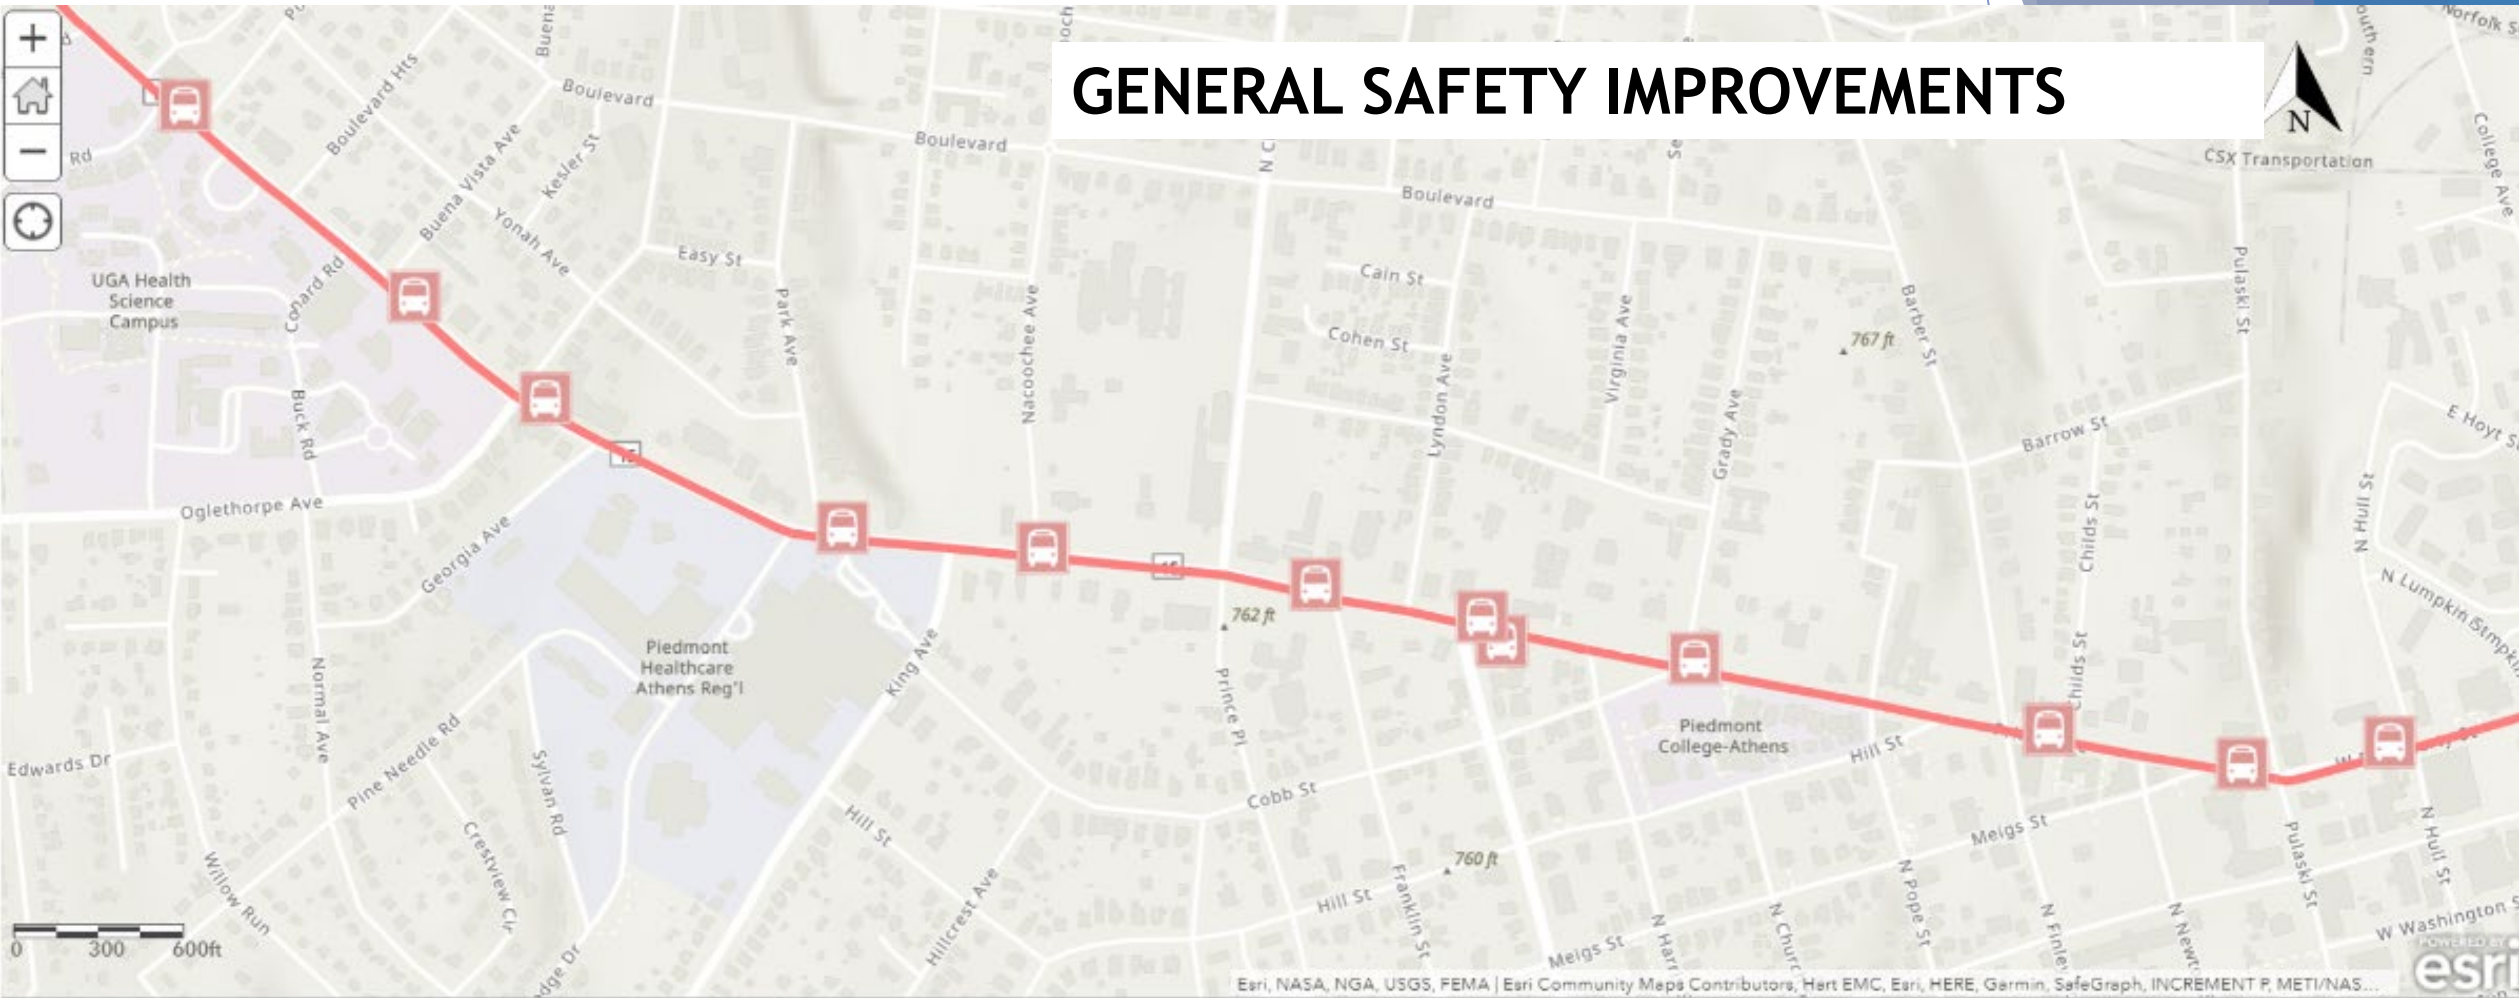 GENERAL SAFETY IMPROVEMENTS
N
Norfolk
CSX Transportation
College Ave
Boulevard
Boulevard
Boulevard
Boulevard Hts
Buena Vista Ave
Kesler St
Yonah Ave
Easy St
Park Ave
Nacoochee Ave
N C
Cain St
Cohen St
Lyndon Ave
Virginia Ave
Grady Ave
767 ft
Barber St
Pulaski St
Barrow St
Childs St
Childs St
E Hoyt
N Hull St
N Lumpkin St
Rd
UGA Health
Science
Campus
Conard Rd
Buck Rd
Oglethorpe Ave
Georgia Ave
15
15
Piedmont
Healthcare
Athens Reg'l
King Ave
762 ft
Prince Pl
Normal Ave
Edwards Dr
Pine Needle Rd
Sylvan Rd
Crestview Cir
Willow Run
Hill St
Hillcrest Ave
Cobb St
Piedmont
College-Athens
Hill St
Meigs St
760 ft
Hill St
Franklin St
Meigs St
N Pope St
Pulaski St
N Hull St
W Washington
0 300 600ft
POWERED BY
esri
Esri, NASA, NGA, USGS, FEMA | Esri Community Maps Contributors, Hart EMC, Esri, HERE, Garmin, SafeGraph, INCREMENT P, METI/NAS...